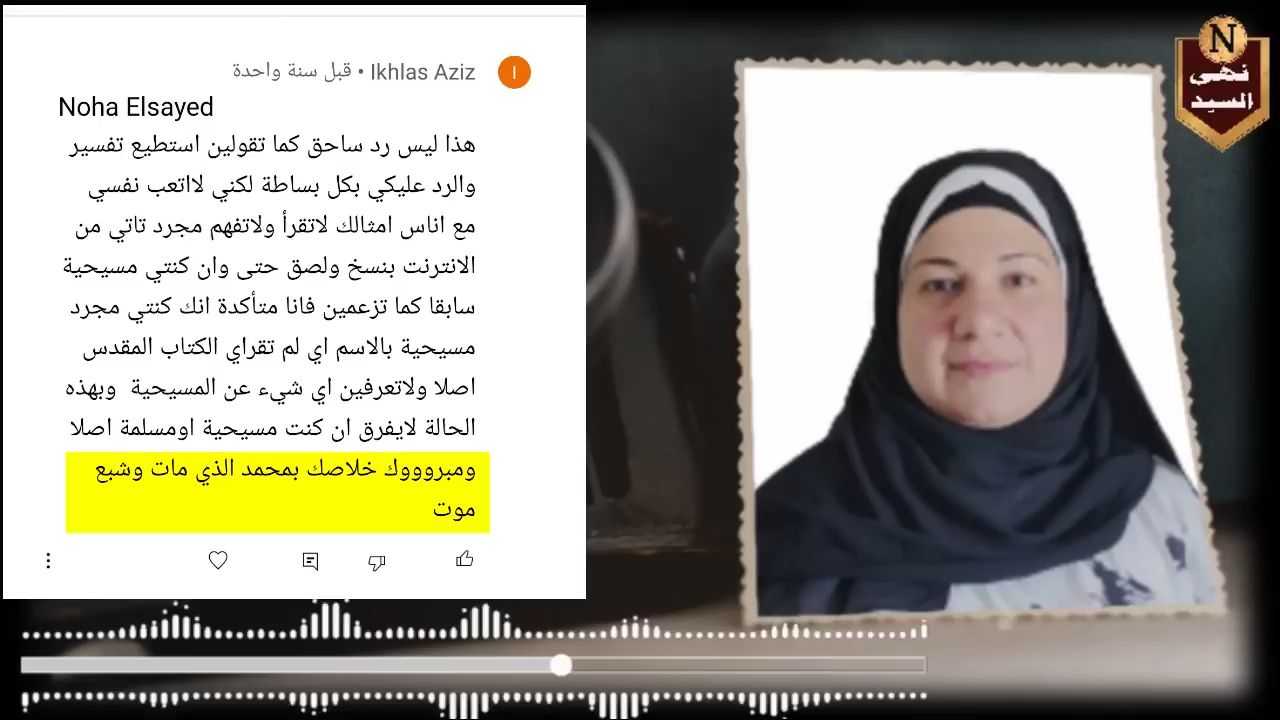 Ikhlas Aziz • قبل سنة واحدة
I
Noha Elsayed
هذا ليس رد ساحق كما تقولين استطيع تفسير
والرد عليكي بكل بساطة لكني لااتعب نفسي
مع اناس امثالك لاتقرأ ولاتفهم مجرد تاتي من
الانترنت بنسخ ولصق حتى وان كنتي مسيحية
سابقا كما تزعمين فانا متأكدة انك كنتي مجرد
مسيحية بالاسم اي لم تقراي الكتاب المقدس
اصلا ولاتعرفين اي شيء عن المسيحية وبهذه
الحالة لايفرق ان كنت مسيحية اومسلمة اصلا
ومبروووك خلاصك بمحمد الذي مات وشبع
موت
N
نهى
السيد